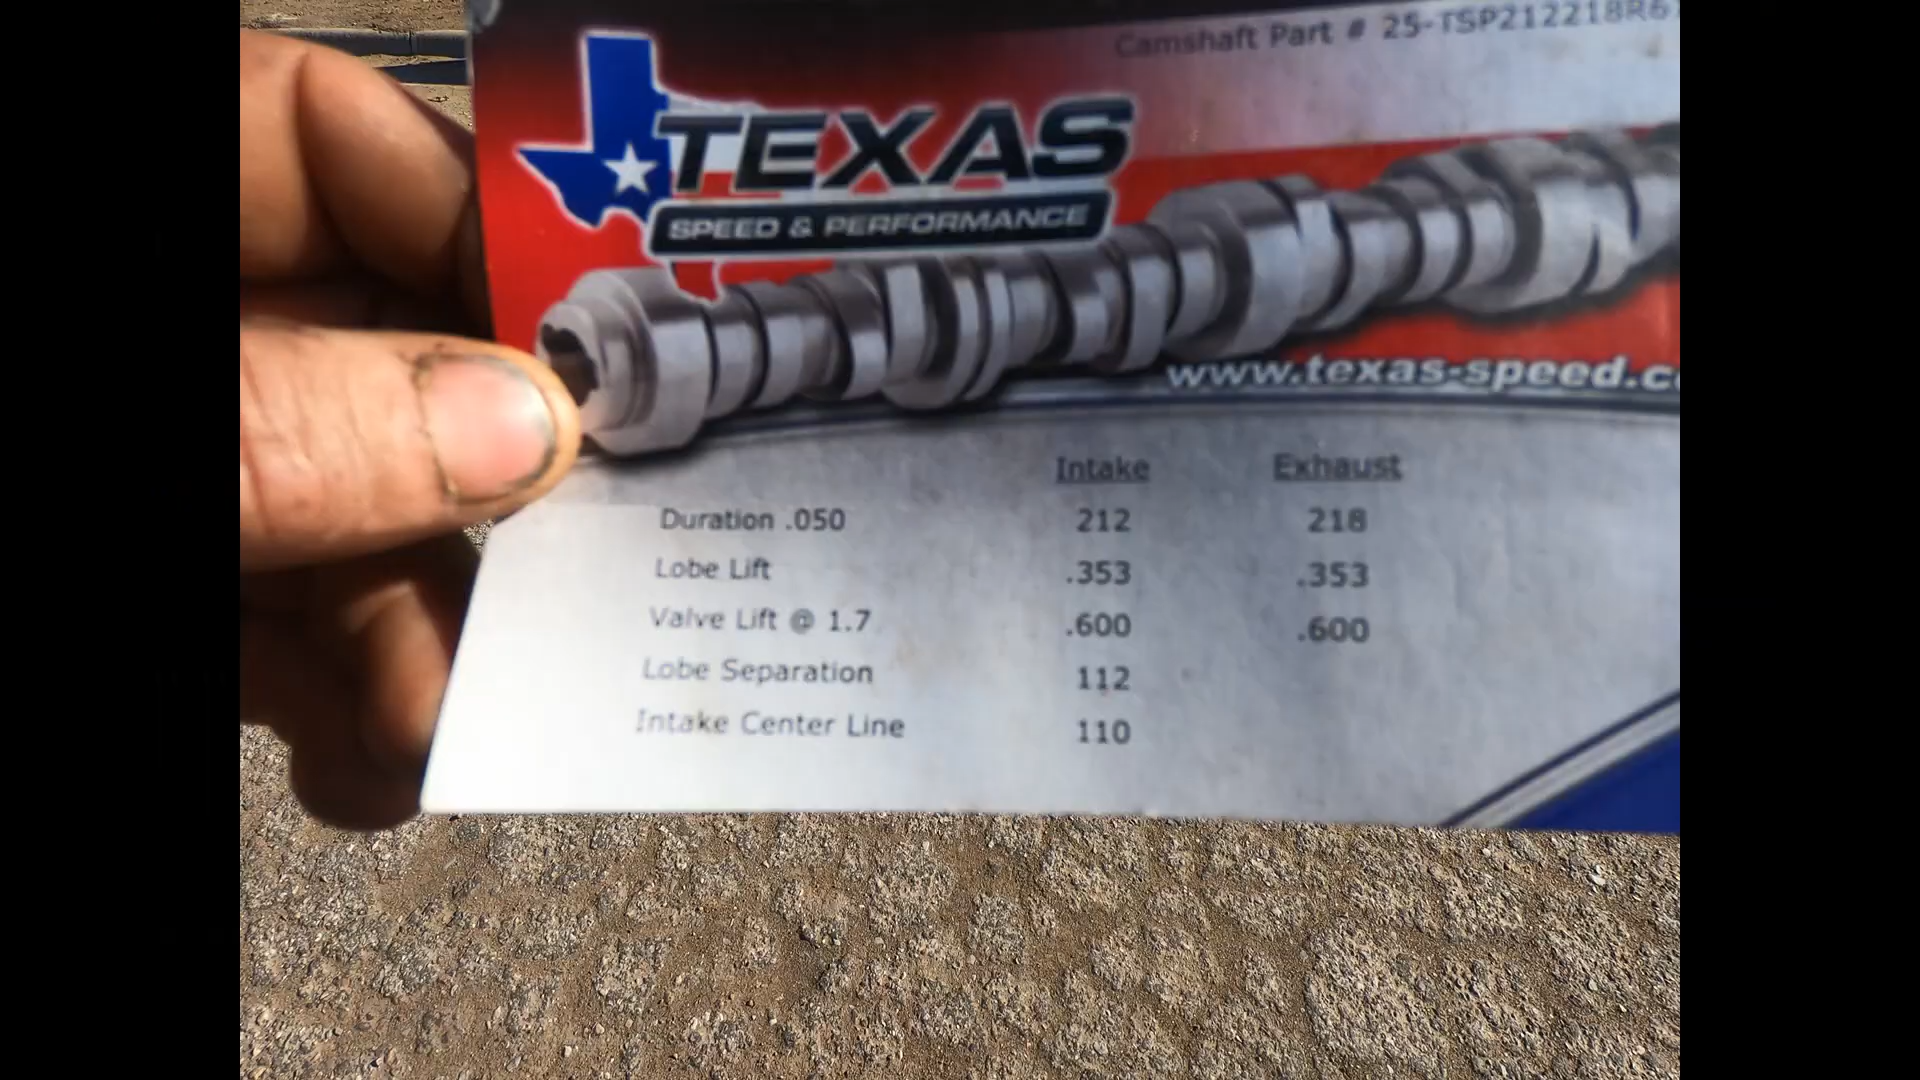 Camshaft Part # 25-TSP212218R6
TEXAS
SPEED & PERFORMANCE
www.texas-speed.c
Intake Exhaust
Duration .050 212 218
Lobe Lift .353 .353
Valve Lift @ 1.7 .600 .600
Lobe Separation 112
Intake Center Line 110